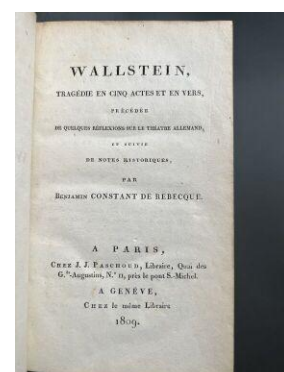 WALLSTEIN,
TRAGÉDIE EN CINQ ACTES ET EN VERS,
PRÉCÉDÉE
DE QUELQUES RÉFLEXIONS SUR LE THÉATRE ALLEMAND,
ET SUIVIE
DE NOTES HISTORIQUES,
PAR
BENJAMIN CONSTANT DE REBECQUE.
A PARIS,
CHEZ J. J. PASCHOUD, Libraire, Quai des
G.ds-Augustins, N.° 11, près le pont S.-Michel.
A GENÈVE,
CHEZ le même Libraire
1809.